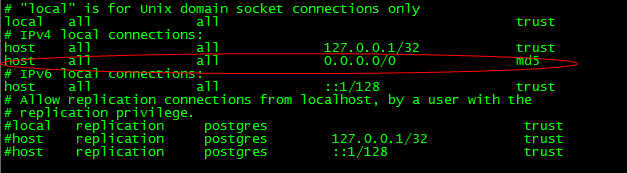 # "local" is for Unix domain socket connections only
local   all             all                                     trust
# IPv4 local connections:
host    all             all             127.0.0.1/32            trust
host    all             all             0.0.0.0/0               md5
# IPv6 local connections:
host    all             all             ::1/128                 trust
# Allow replication connections from localhost, by a user with the
# replication privilege.
#local   replication     postgres                                trust
#host    replication     postgres        127.0.0.1/32            trust
#host    replication     postgres        ::1/128                 trust